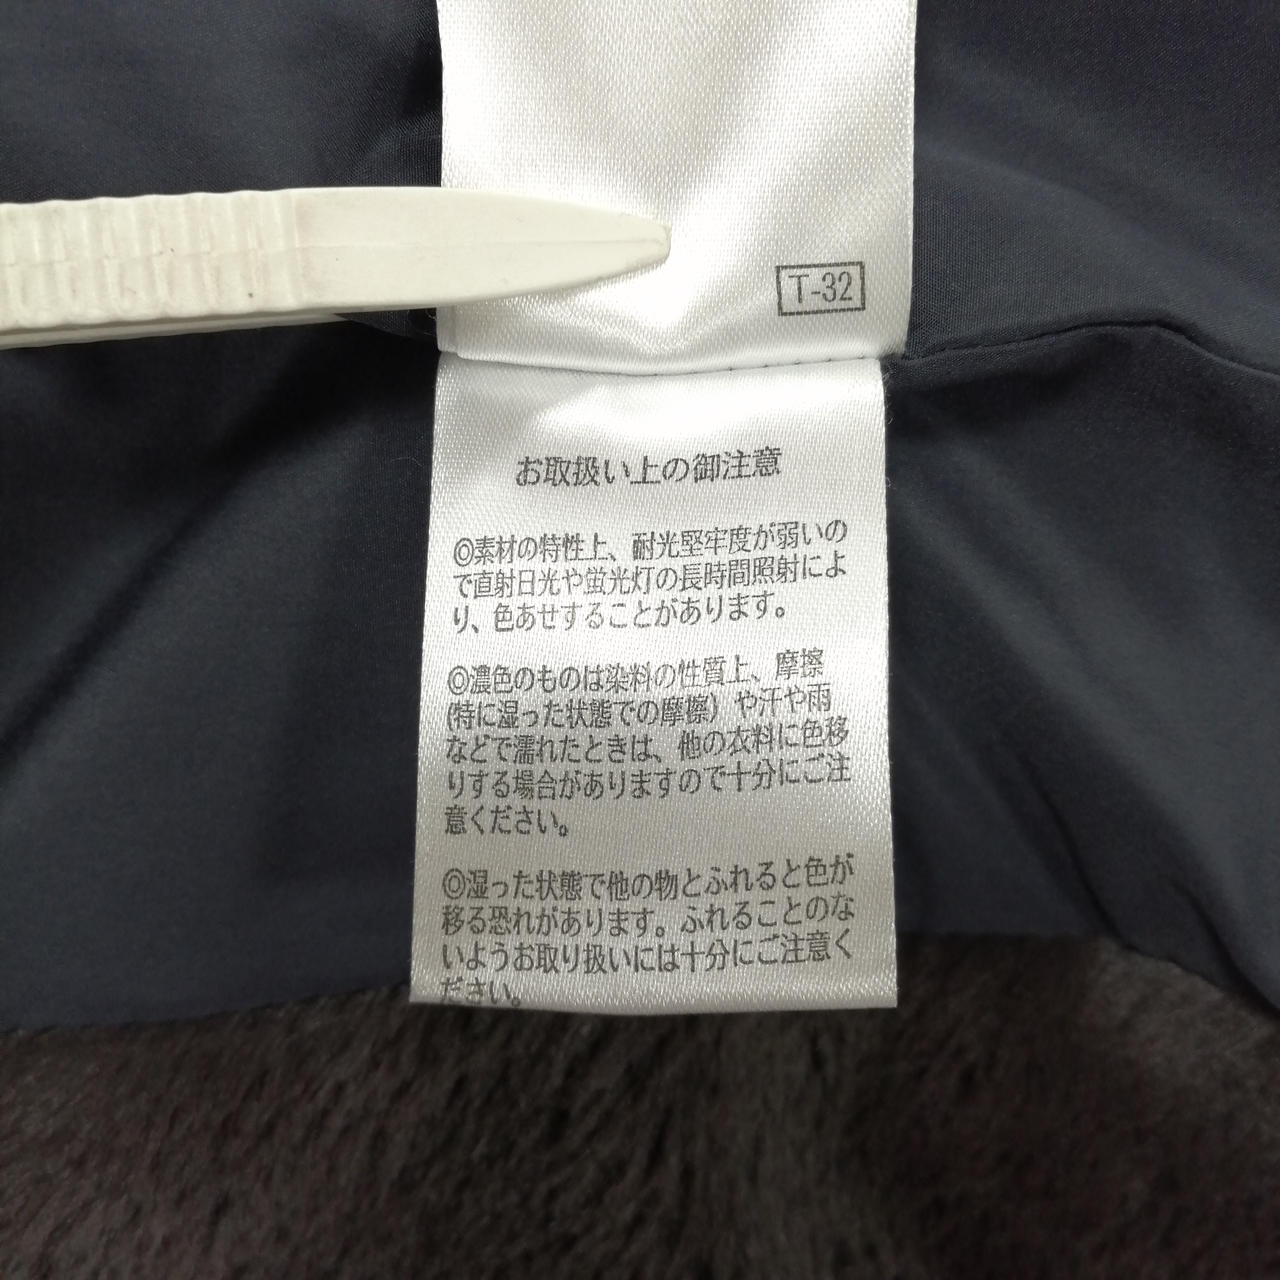 T-32
お取扱い上の御注意
◎素材の特性上、耐光堅牢度が弱いの
で直射日光や蛍光灯の長時間照射によ
り、色あせすることがあります。
◎濃色のものは染料の性質上、摩擦
(特に湿った状態での摩擦）や汗や雨
などで濡れたときは、他の衣料に色移
りする場合がありますので十分にご注
意ください。
◎湿った状態で他の物とふれると色が
移る恐れがあります。ふれることのな
いようお取り扱いには十分にご注意く
ださい。